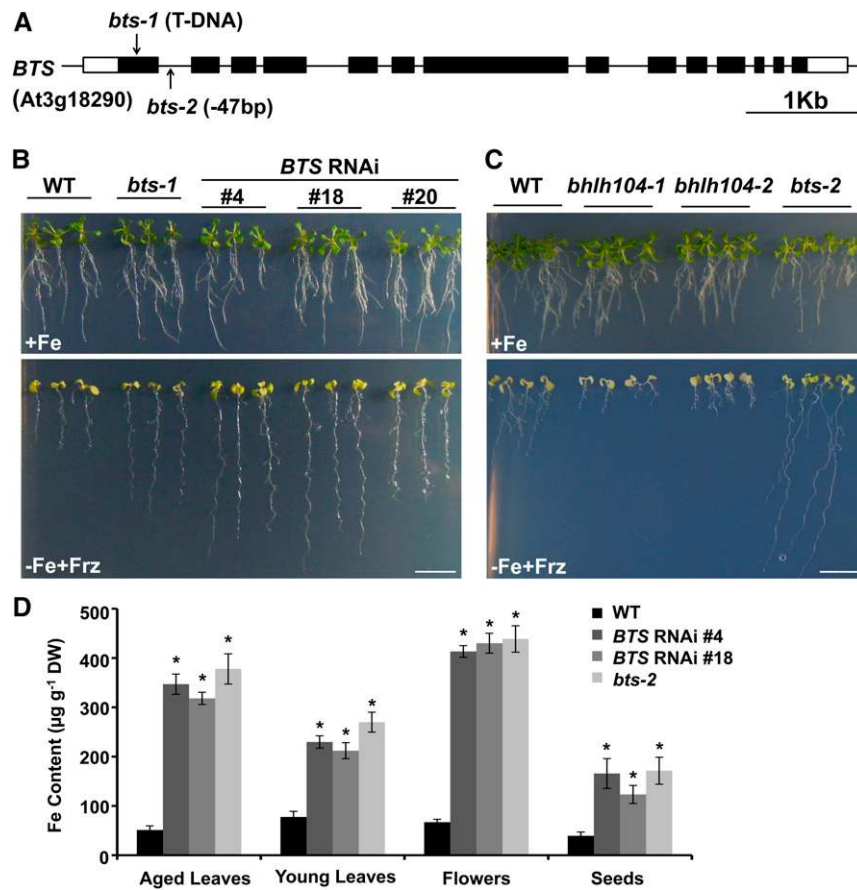 A
bts-1 (T-DNA)
BTS
(At3g18290)
bts-2 (-47bp)
1Kb
B
WT
bts-1
BTS RNAi
#4
#18
#20
+Fe
-Fe+Frz
C
WT
bhlh104-1
bhlh104-2
bts-2
+Fe
-Fe+Frz
D
Fe Content (µg g⁻¹ DW)
500
400
300
200
100
0
* * *
* * *
* * *
* * *
Aged Leaves
Young Leaves
Flowers
Seeds
WT
BTS RNAi #4
BTS RNAi #18
bts-2